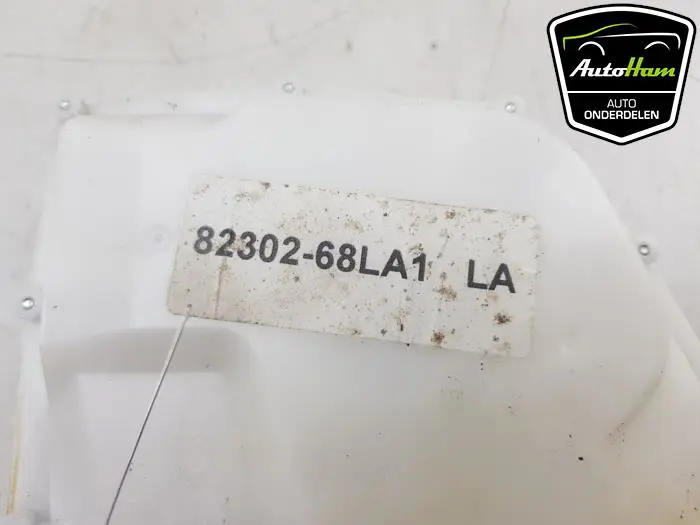 AutoHam
AUTO
ONDERDELEN
82302-68LA1 LA